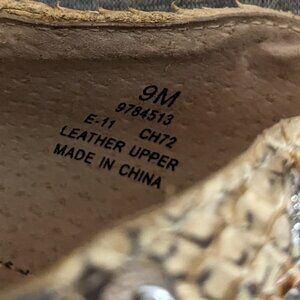 9M
9784513
E-11 CH72
LEATHER UPPER
MADE IN CHINA